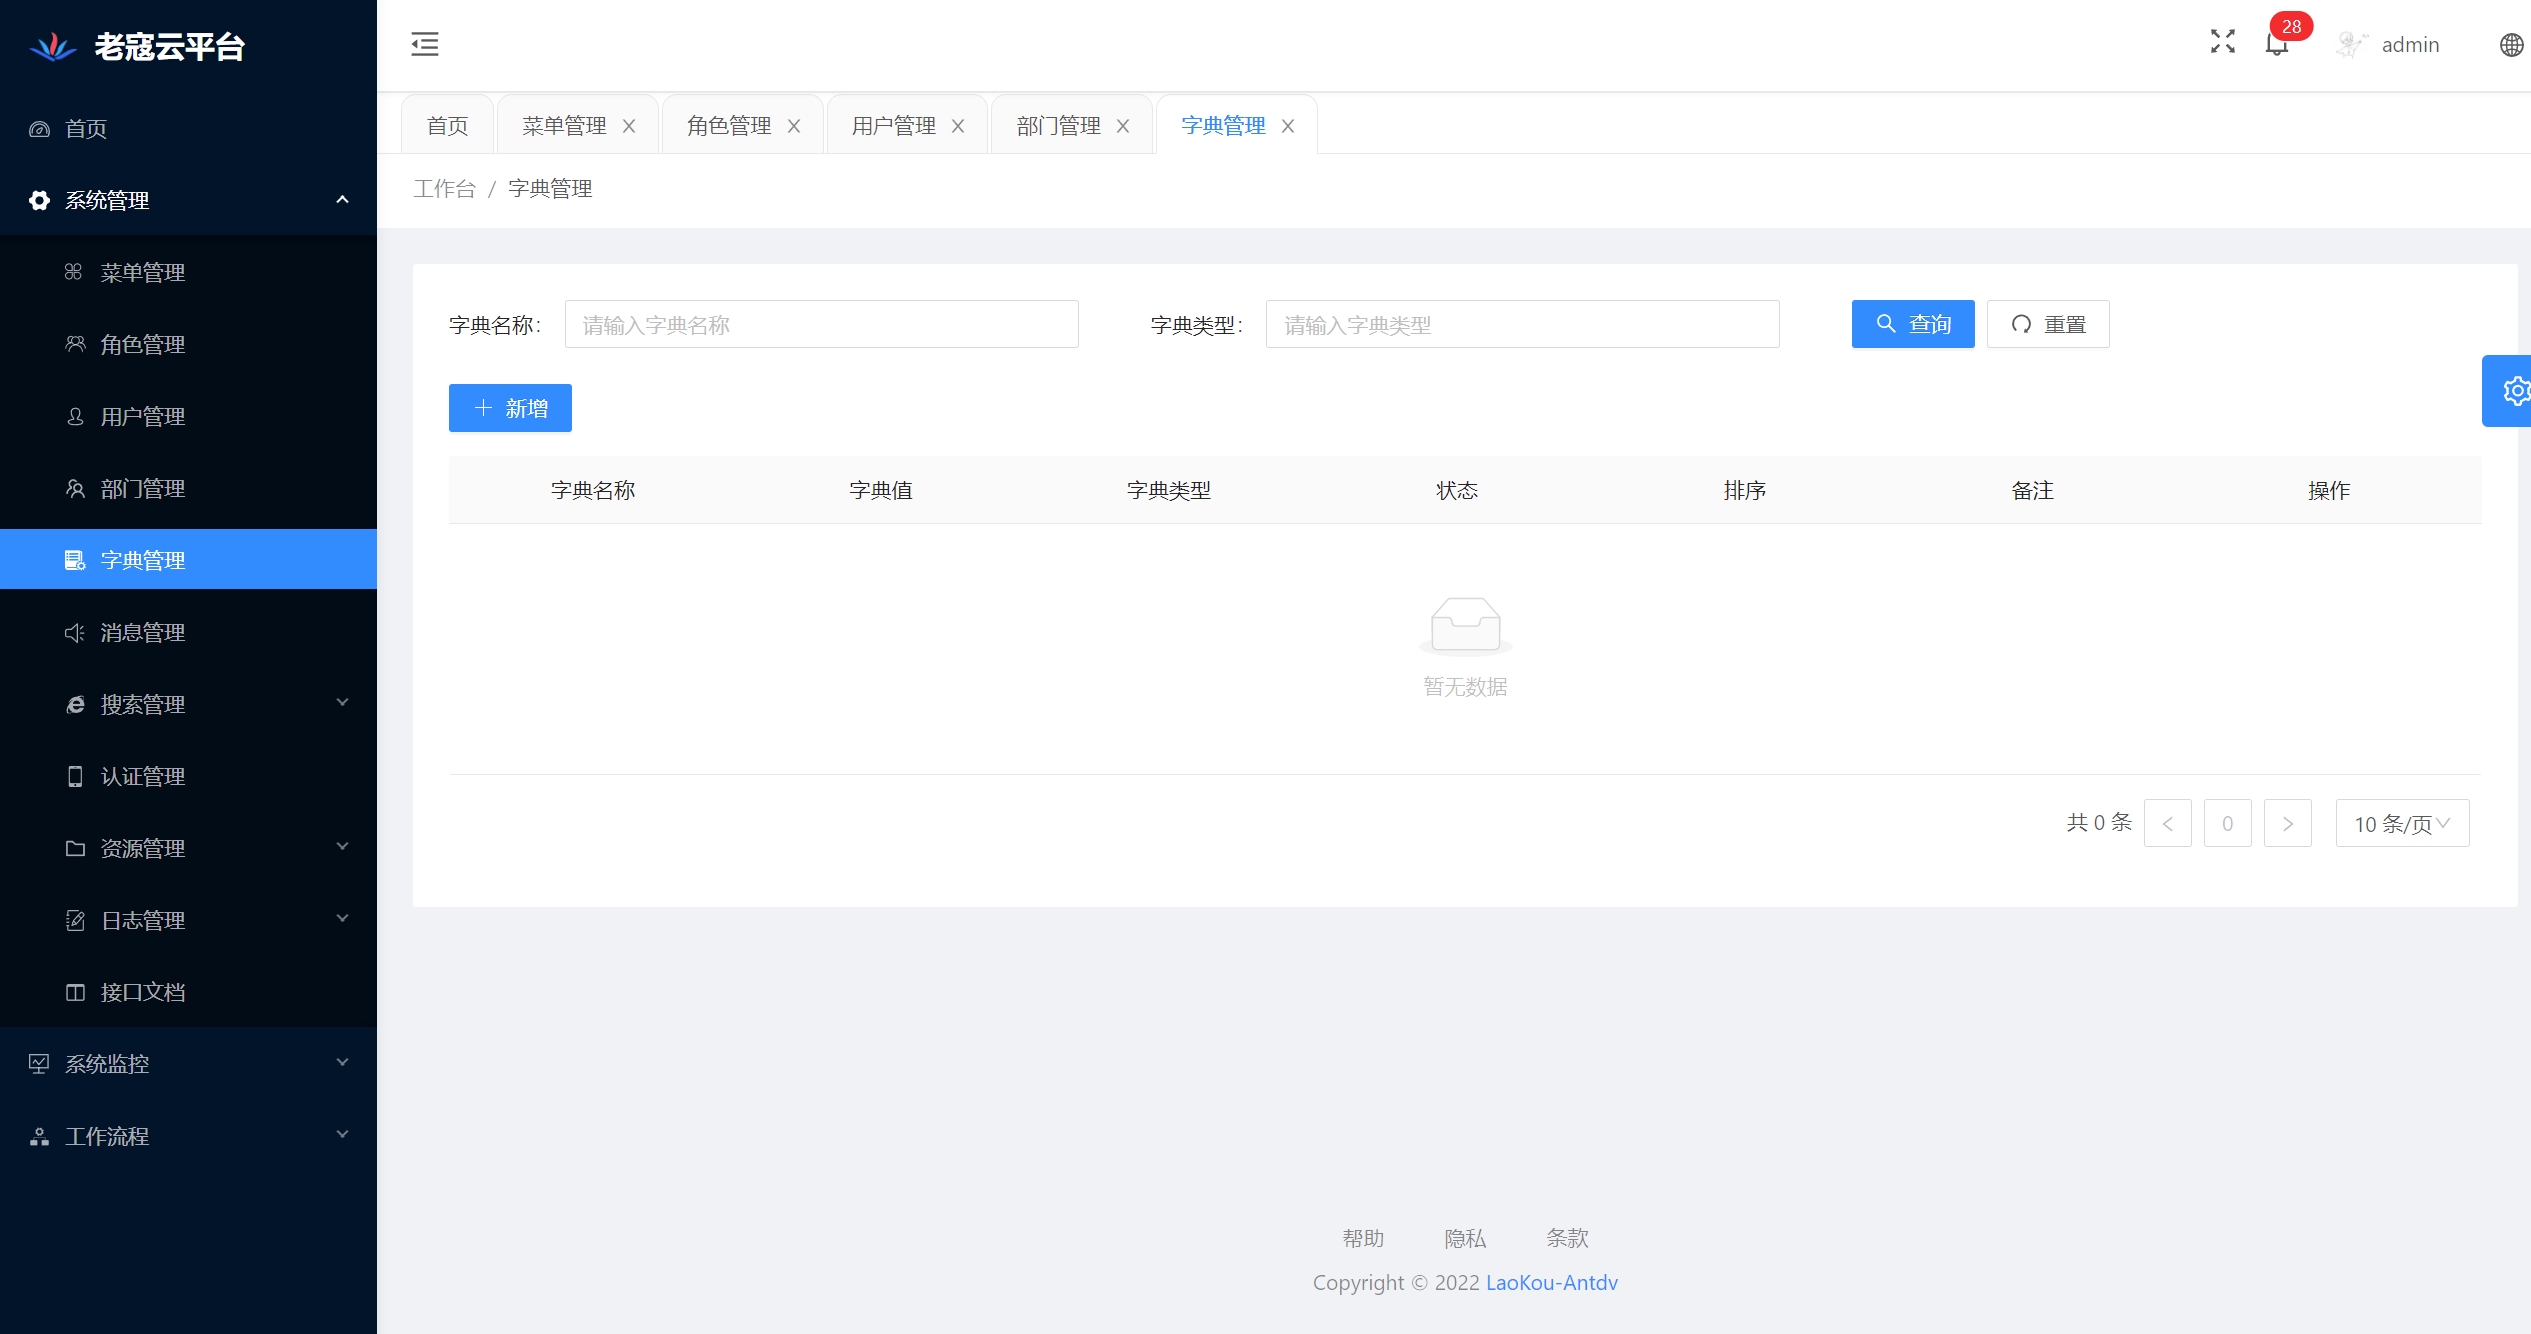 老寇云平台
首页
系统管理
菜单管理
角色管理
用户管理
部门管理
字典管理
消息管理
搜索管理
认证管理
资源管理
日志管理
接口文档
系统监控
工作流程
28
admin
首页 菜单管理 角色管理 用户管理 部门管理 字典管理
工作台 / 字典管理
字典名称: 请输入字典名称 字典类型: 请输入字典类型 查询 重置
新增
字典名称 字典值 字典类型 状态 排序 备注 操作
暂无数据
共 0 条 < 0 > 10 条/页
帮助 隐私 条款
Copyright © 2022 LaoKou-Antdv